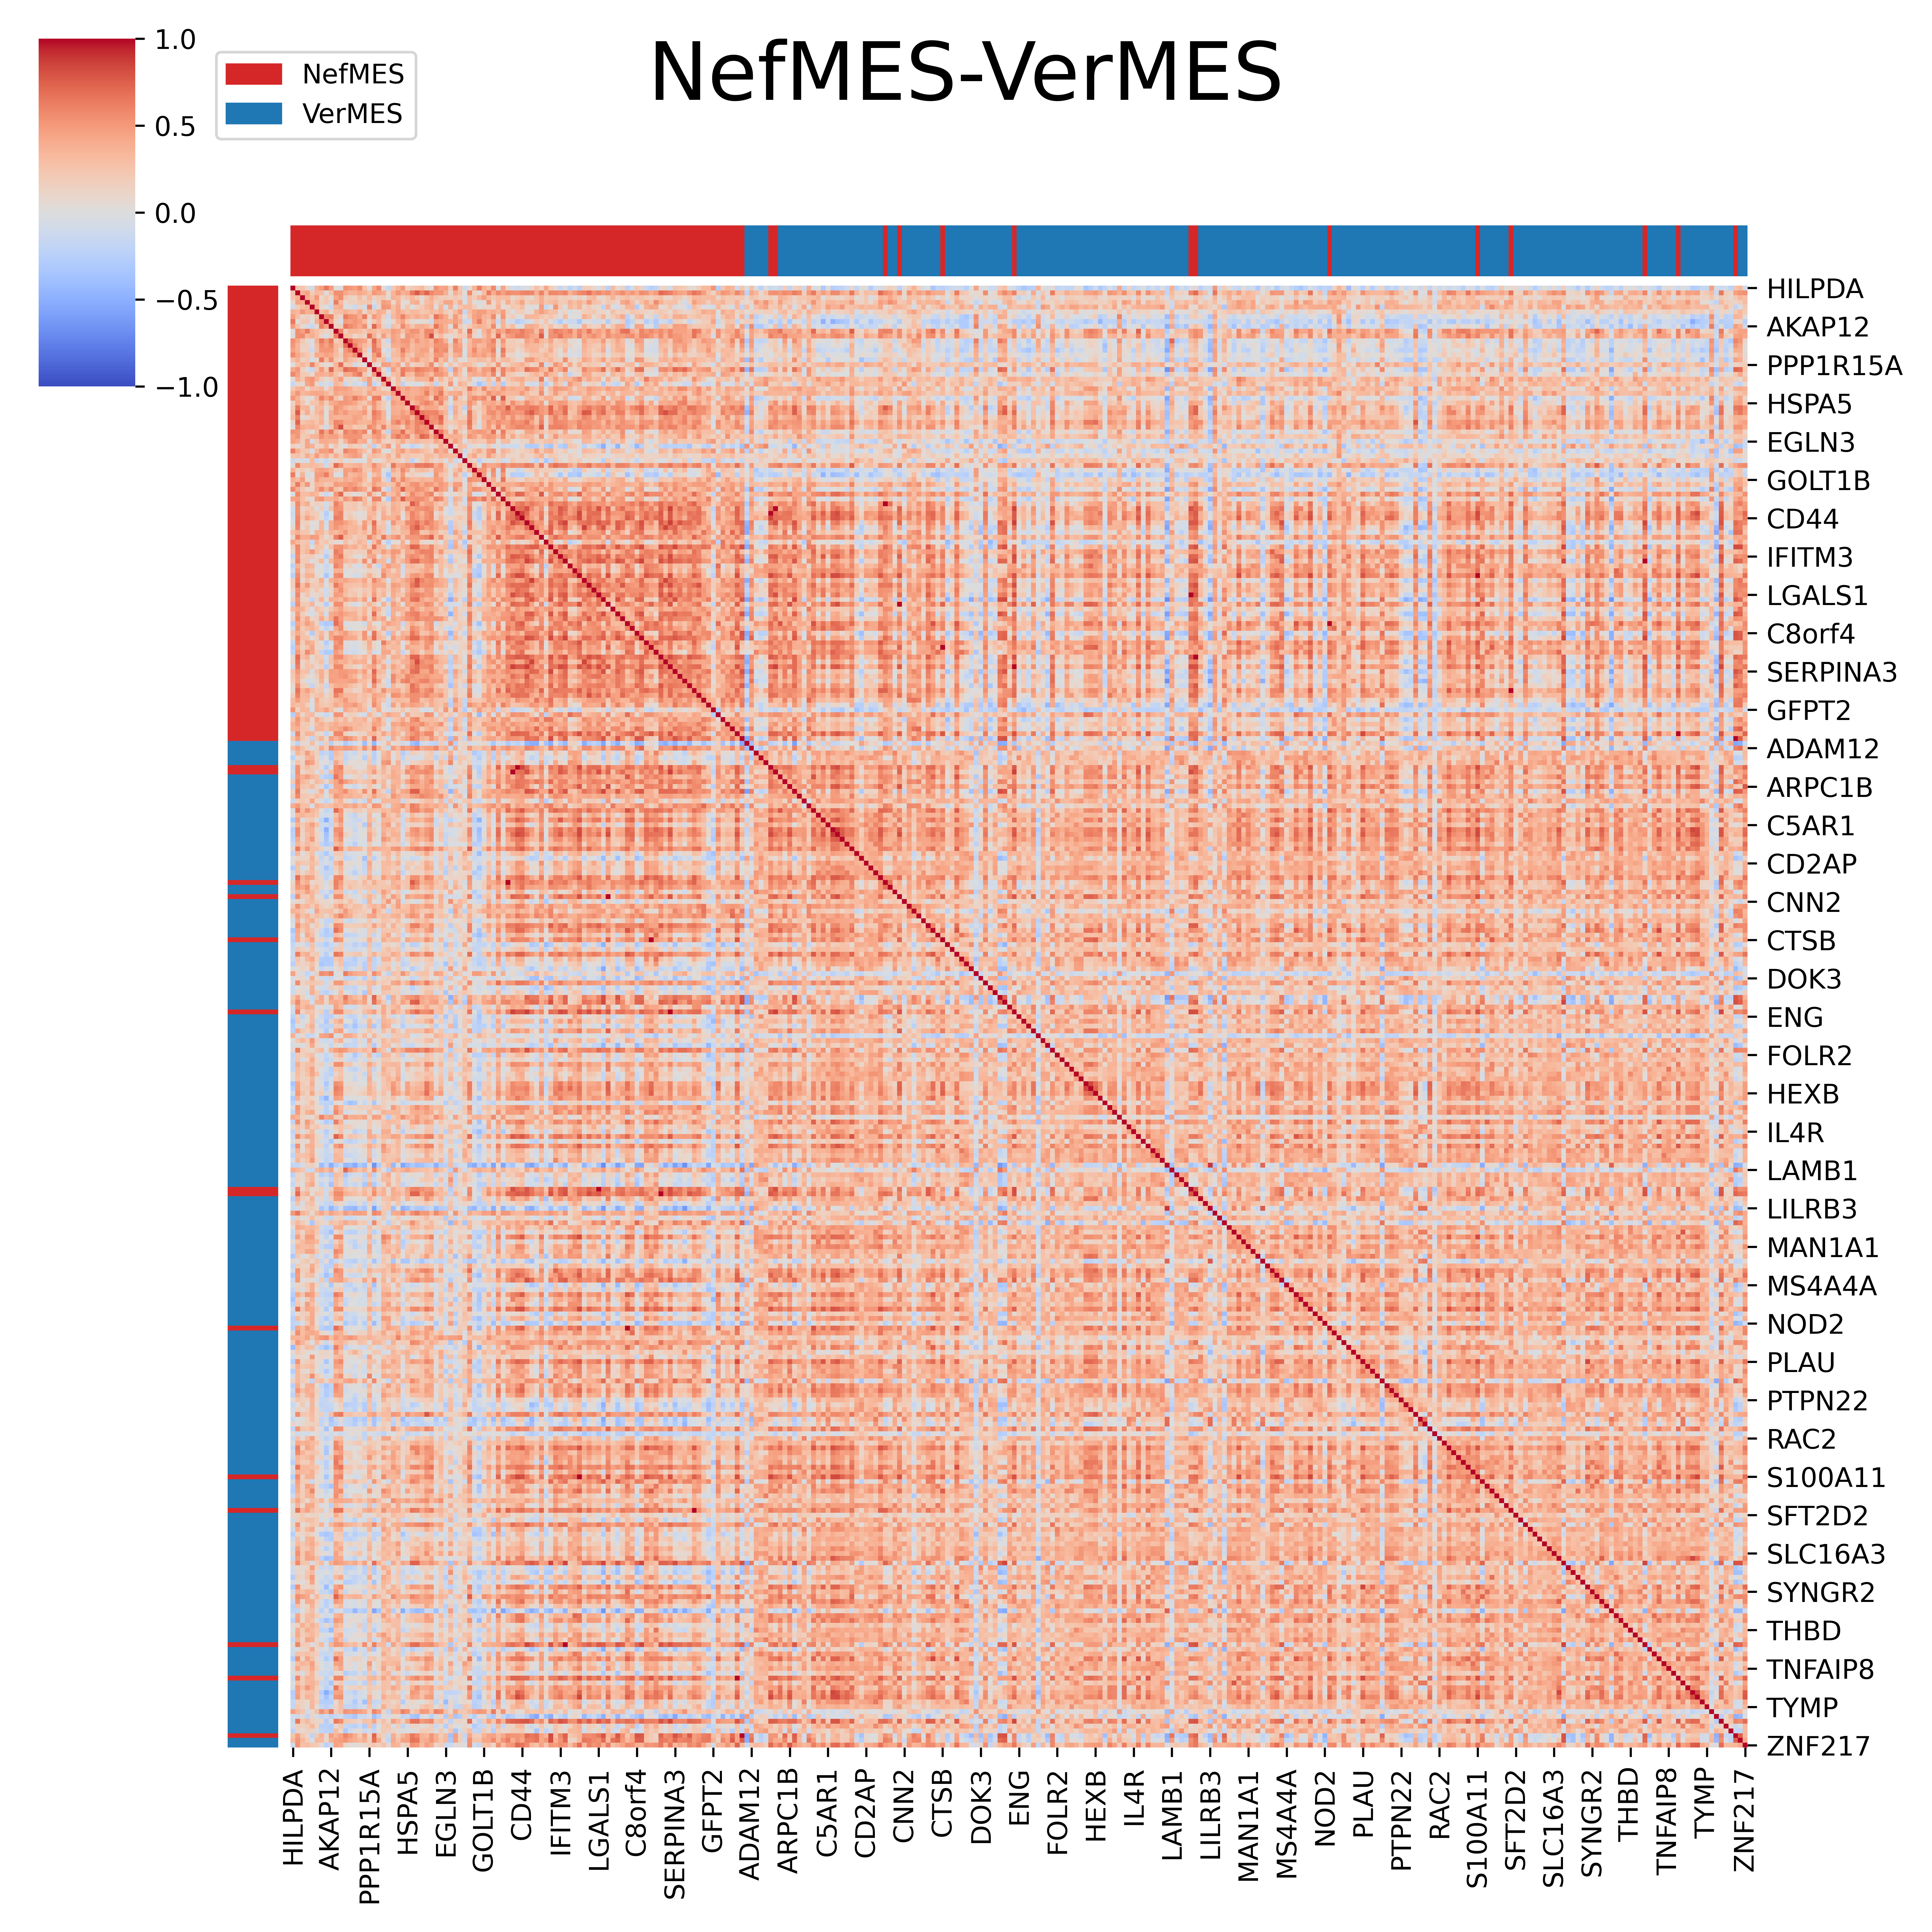 NefMES-VerMES
1.0
0.5
0.0
−0.5
−1.0
NefMES
VerMES
HILPDA
AKAP12
PPP1R15A
HSPA5
EGLN3
GOLT1B
CD44
IFITM3
LGALS1
C8orf4
SERPINA3
GFPT2
ADAM12
ARPC1B
C5AR1
CD2AP
CNN2
CTSB
DOK3
ENG
FOLR2
HEXB
IL4R
LAMB1
LILRB3
MAN1A1
MS4A4A
NOD2
PLAU
PTPN22
RAC2
S100A11
SFT2D2
SLC16A3
SYNGR2
THBD
TNFAIP8
TYMP
ZNF217
HILPDA
AKAP12
PPP1R15A
HSPA5
EGLN3
GOLT1B
CD44
IFITM3
LGALS1
C8orf4
SERPINA3
GFPT2
ADAM12
ARPC1B
C5AR1
CD2AP
CNN2
CTSB
DOK3
ENG
FOLR2
HEXB
IL4R
LAMB1
LILRB3
MAN1A1
MS4A4A
NOD2
PLAU
PTPN22
RAC2
S100A11
SFT2D2
SLC16A3
SYNGR2
THBD
TNFAIP8
TYMP
ZNF217